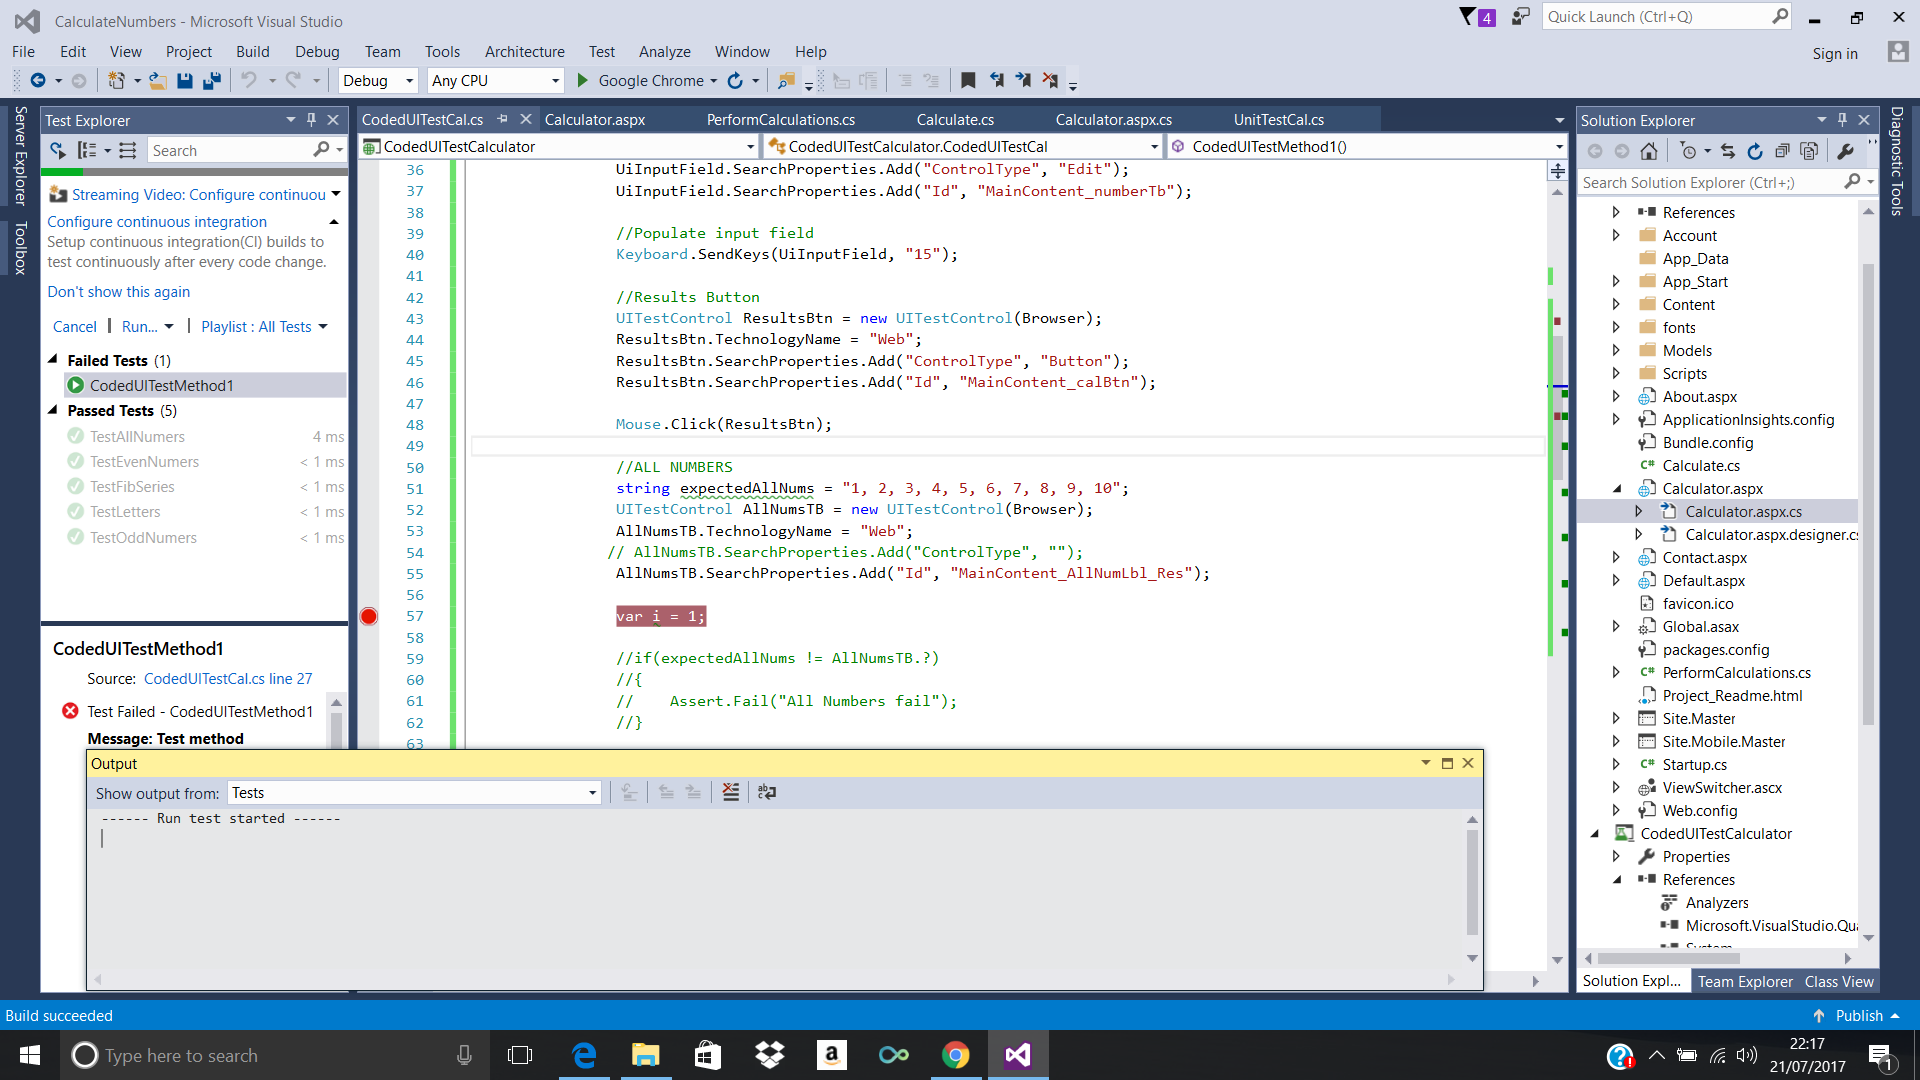 CalculateNumbers - Microsoft Visual Studio
4
Quick Launch (Ctrl+Q)
File Edit View Project Build Debug Team Tools Architecture Test Analyze Window Help
Sign in
Debug Any CPU Google Chrome
Server Explorer
Toolbox
Test Explorer
Search
Streaming Video: Configure continuou
Configure continuous integration
Setup continuous integration(CI) builds to
test continuously after every code change.
Don't show this again
Cancel | Run... | Playlist : All Tests
Failed Tests (1)
CodedUITestMethod1
Passed Tests (5)
TestAllNumers 4 ms
TestEvenNumers < 1 ms
TestFibSeries < 1 ms
TestLetters < 1 ms
TestOddNumers < 1 ms
CodedUITestMethod1
Source: CodedUITestCal.cs line 27
Test Failed - CodedUITestMethod1
Message: Test method
CodedUITestCal.cs Calculator.aspx PerformCalculations.cs Calculate.cs Calculator.aspx.cs UnitTestCal.cs
CodedUITestCalculator CodedUITestCalculator.CodedUITestCal CodedUITestMethod1()
36 UiInputField.SearchProperties.Add("ControlType", "Edit");
37 UiInputField.SearchProperties.Add("Id", "MainContent_numberTb");
38
39 //Populate input field
40 Keyboard.SendKeys(UiInputField, "15");
41
42 //Results Button
43 UITestControl ResultsBtn = new UITestControl(Browser);
44 ResultsBtn.TechnologyName = "Web";
45 ResultsBtn.SearchProperties.Add("ControlType", "Button");
46 ResultsBtn.SearchProperties.Add("Id", "MainContent_calBtn");
47
48 Mouse.Click(ResultsBtn);
49
50 //ALL NUMBERS
51 string expectedAllNums = "1, 2, 3, 4, 5, 6, 7, 8, 9, 10";
52 UITestControl AllNumsTB = new UITestControl(Browser);
53 AllNumsTB.TechnologyName = "Web";
54 // AllNumsTB.SearchProperties.Add("ControlType", "");
55 AllNumsTB.SearchProperties.Add("Id", "MainContent_AllNumLbl_Res");
56
57 var i = 1;
58
59 //if(expectedAllNums != AllNumsTB.?)
60 //{
61 //    Assert.Fail("All Numbers fail");
62 //}
63
Output
Show output from: Tests
------ Run test started ------
Solution Explorer
Search Solution Explorer (Ctrl+;)
References
Account
App_Data
App_Start
Content
fonts
Models
Scripts
About.aspx
ApplicationInsights.config
Bundle.config
Calculate.cs
Calculator.aspx
Calculator.aspx.cs
Calculator.aspx.designer.cs
Contact.aspx
Default.aspx
favicon.ico
Global.asax
packages.config
PerformCalculations.cs
Project_Readme.html
Site.Master
Site.Mobile.Master
Startup.cs
ViewSwitcher.ascx
Web.config
CodedUITestCalculator
Properties
References
Analyzers
Microsoft.VisualStudio.Qu
Solution Expl... Team Explorer Class View
Diagnostic Tools
Build succeeded
Publish
Type here to search
22:17
21/07/2017
1